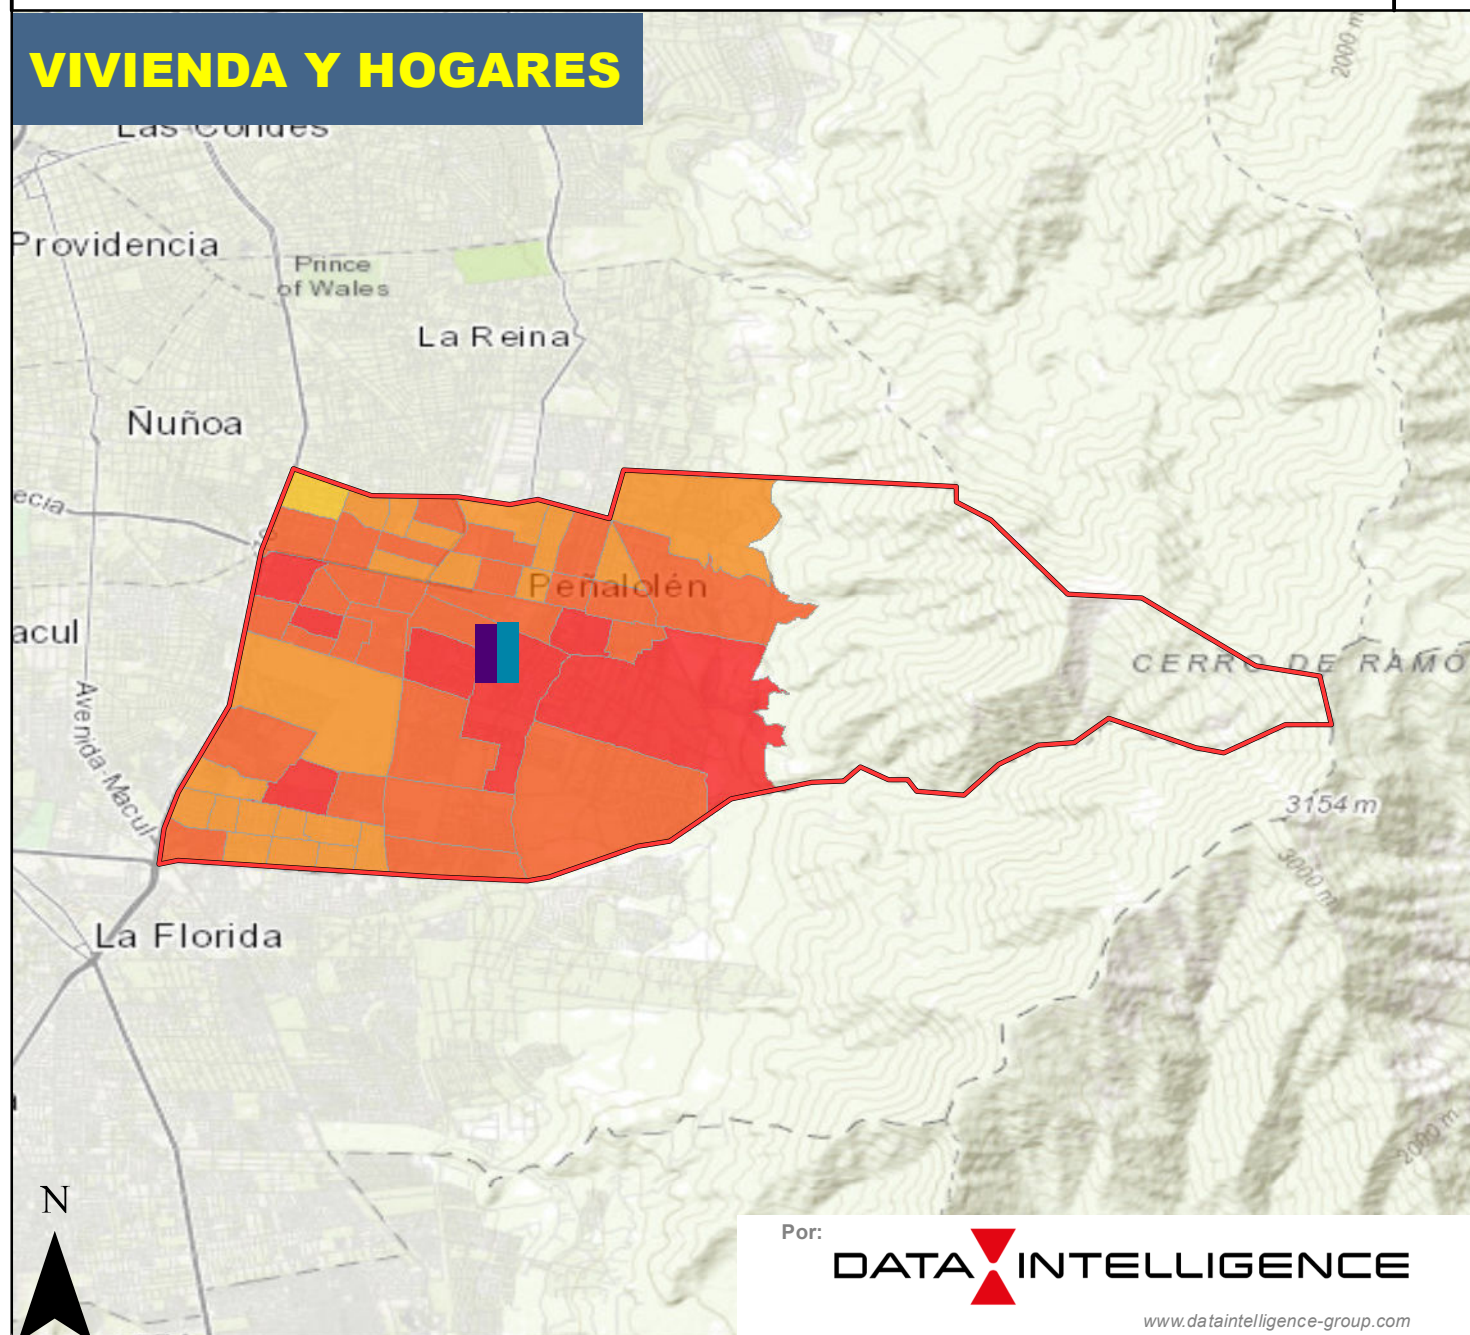 VIVIENDA Y HOGARES
2000 m
Las Condes
Providencia
Prince
of Wales
La Reina
Ñuñoa
ecia
Peñalolén
acul
CERRO DE RAMÓ
Avenida Macul
3154 m
3000 m
La Florida
2000 m
N
Por:
DATA INTELLIGENCE
www.dataintelligence-group.com